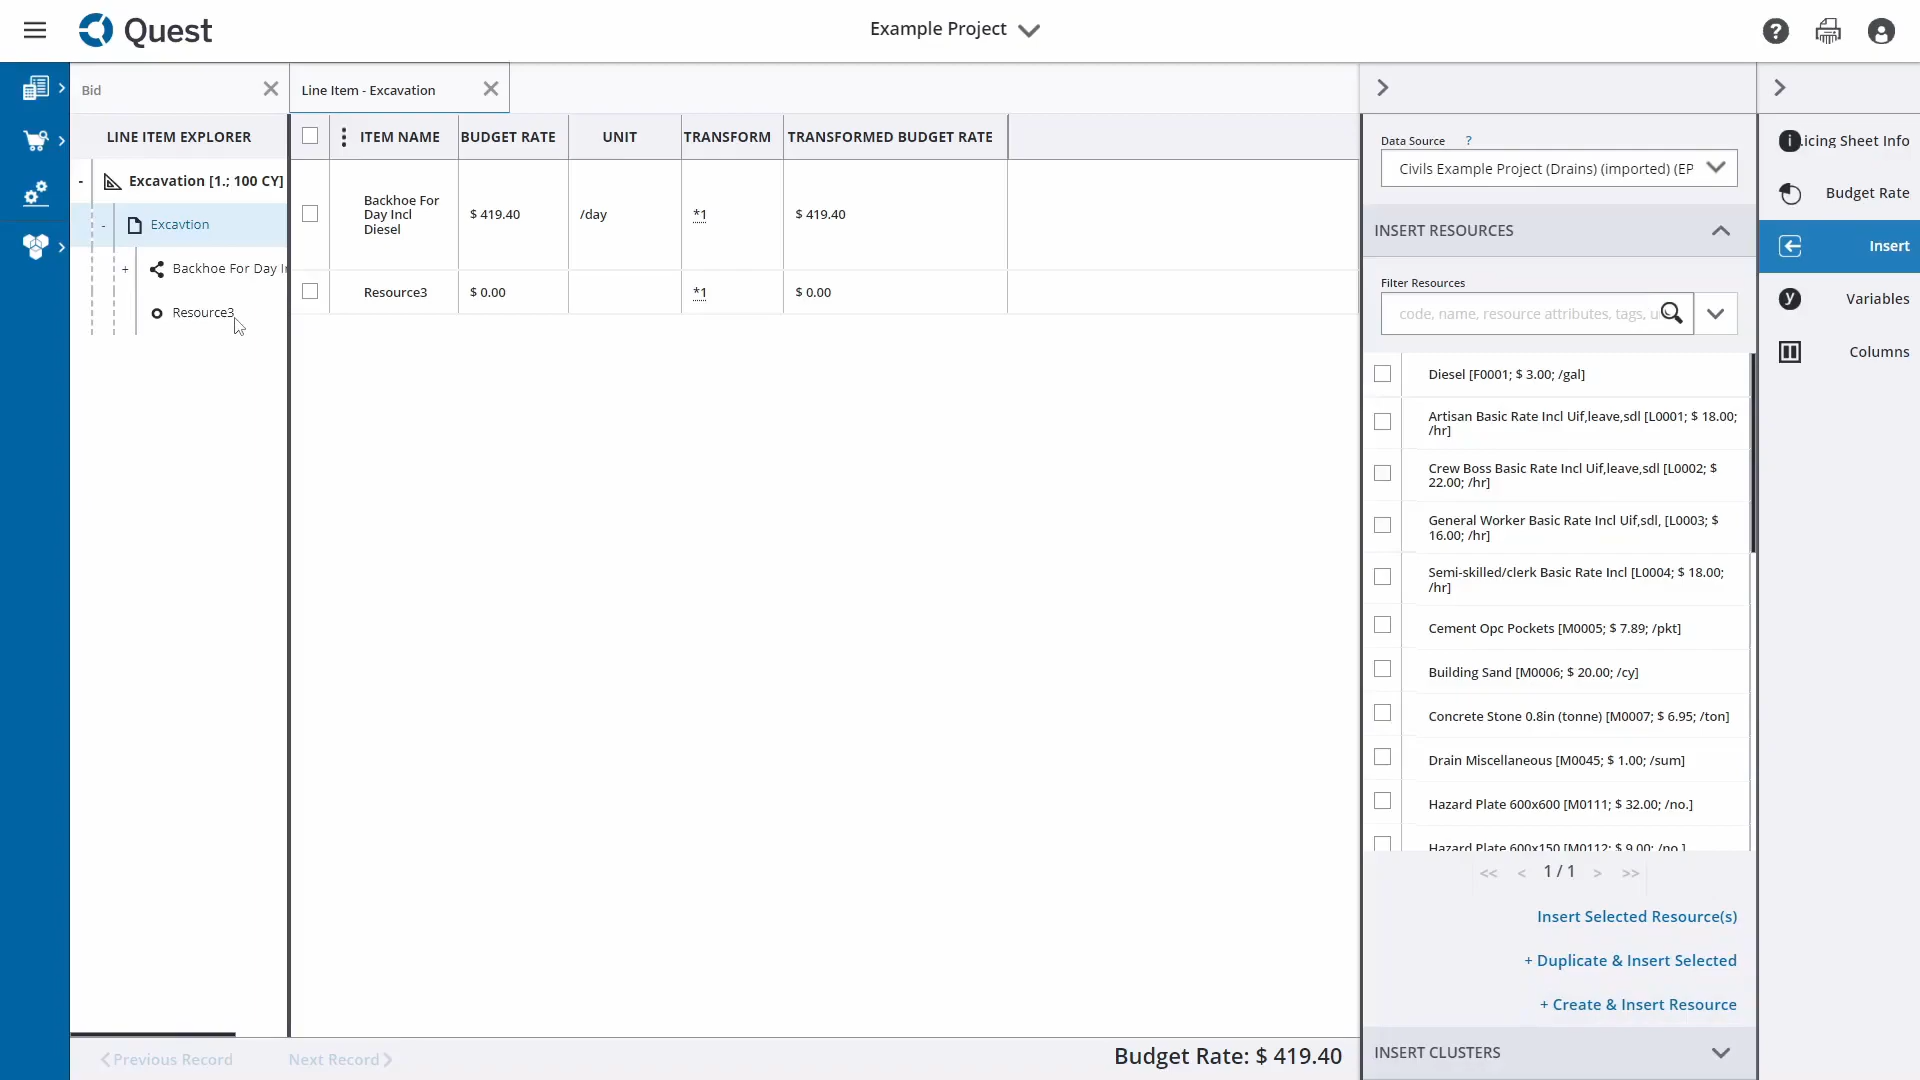 Quest
Example Project
Bid
Line Item - Excavation
LINE ITEM EXPLORER
ITEM NAME
BUDGET RATE
UNIT
TRANSFORM
TRANSFORMED BUDGET RATE
- Excavation [1.; 100 CY]
- Excavtion
+ Backhoe For Day I
Resource3
Backhoe For
Day Incl
Diesel
$ 419.40
/day
*1
$ 419.40
Resource3
$ 0.00
*1
$ 0.00
Data Source ?
Civils Example Project (Drains) (imported) (EP
INSERT RESOURCES
Filter Resources
code, name, resource attributes, tags, u
Diesel [F0001; $ 3.00; /gal]
Artisan Basic Rate Incl Uif,leave,sdl [L0001; $ 18.00;
/hr]
Crew Boss Basic Rate Incl Uif,leave,sdl [L0002; $
22.00; /hr]
General Worker Basic Rate Incl Uif,sdl, [L0003; $
16.00; /hr]
Semi-skilled/clerk Basic Rate Incl [L0004; $ 18.00;
/hr]
Cement Opc Pockets [M0005; $ 7.89; /pkt]
Building Sand [M0006; $ 20.00; /cy]
Concrete Stone 0.8in (tonne) [M0007; $ 6.95; /ton]
Drain Miscellaneous [M0045; $ 1.00; /sum]
Hazard Plate 600x600 [M0111; $ 32.00; /no.]
Hazard Plate 600x150 [M0112; $ 9.00; /no.]
<< < 1 / 1 > >>
Insert Selected Resource(s)
+ Duplicate & Insert Selected
+ Create & Insert Resource
INSERT CLUSTERS
icing Sheet Info
Budget Rate
Insert
Variables
Columns
Previous Record
Next Record
Budget Rate: $ 419.40